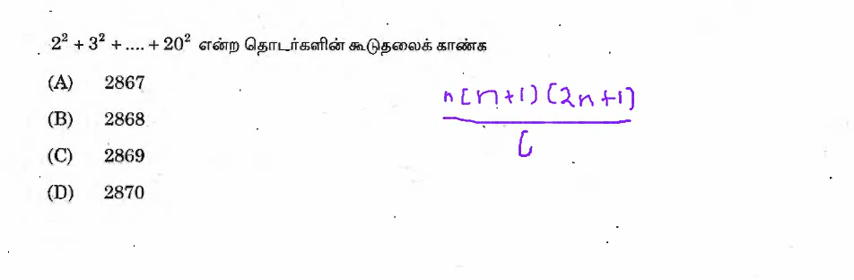 2² + 3² + .... + 20² என்ற தொடர்களின் கூடுதலைக் காண்க
(A) 2867
(B) 2868
(C) 2869
(D) 2870
n[n+1)(2n+1]
6